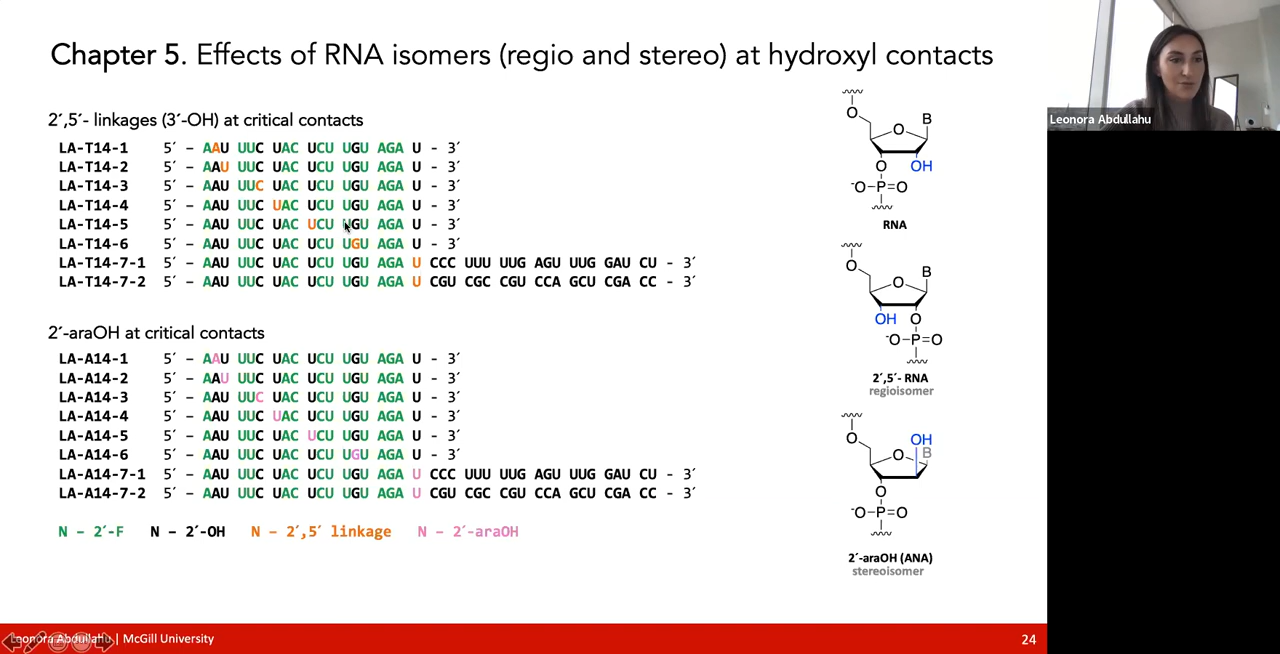 Chapter 5. Effects of RNA isomers (regio and stereo) at hydroxyl contacts
2´,5´- linkages (3´-OH) at critical contacts
LA-T14-1 5´ – AAU UUC UAC UCU UGU AGA U – 3´
LA-T14-2 5´ – AAU UUC UAC UCU UGU AGA U – 3´
LA-T14-3 5´ – AAU UUC UAC UCU UGU AGA U – 3´
LA-T14-4 5´ – AAU UUC UAC UCU UGU AGA U – 3´
LA-T14-5 5´ – AAU UUC UAC UCU UGU AGA U – 3´
LA-T14-6 5´ – AAU UUC UAC UCU UGU AGA U – 3´
LA-T14-7-1 5´ – AAU UUC UAC UCU UGU AGA U CCC UUU UUG AGU UUG GAU CU – 3´
LA-T14-7-2 5´ – AAU UUC UAC UCU UGU AGA U CGU CGC CGU CCA GCU CGA CC – 3´
2´-araOH at critical contacts
LA-A14-1 5´ – AAU UUC UAC UCU UGU AGA U – 3´
LA-A14-2 5´ – AAU UUC UAC UCU UGU AGA U – 3´
LA-A14-3 5´ – AAU UUC UAC UCU UGU AGA U – 3´
LA-A14-4 5´ – AAU UUC UAC UCU UGU AGA U – 3´
LA-A14-5 5´ – AAU UUC UAC UCU UGU AGA U – 3´
LA-A14-6 5´ – AAU UUC UAC UCU UGU AGA U – 3´
LA-A14-7-1 5´ – AAU UUC UAC UCU UGU AGA U CCC UUU UUG AGU UUG GAU CU – 3´
LA-A14-7-2 5´ – AAU UUC UAC UCU UGU AGA U CGU CGC CGU CCA GCU CGA CC – 3´
N – 2´-F N – 2´-OH N – 2´,5´ linkage N – 2´-araOH
O
B
O
O OH
⁻O–P=O
RNA
O
B
O
OH O
⁻O–P=O
2´,5´- RNA
regioisomer
OH
O
O B
O
⁻O–P=O
2´-araOH (ANA)
stereoisomer
Leonora Abdullahu
Leonora Abdullahu | McGill University
24